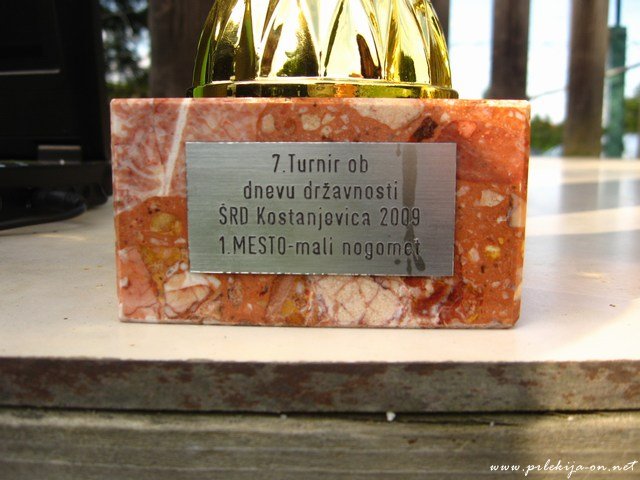 7.Turnir ob
dnevu državnosti
ŠRD Kostanjevica 2009
1.MESTO-mali nogomet
www.prlekija-on.net